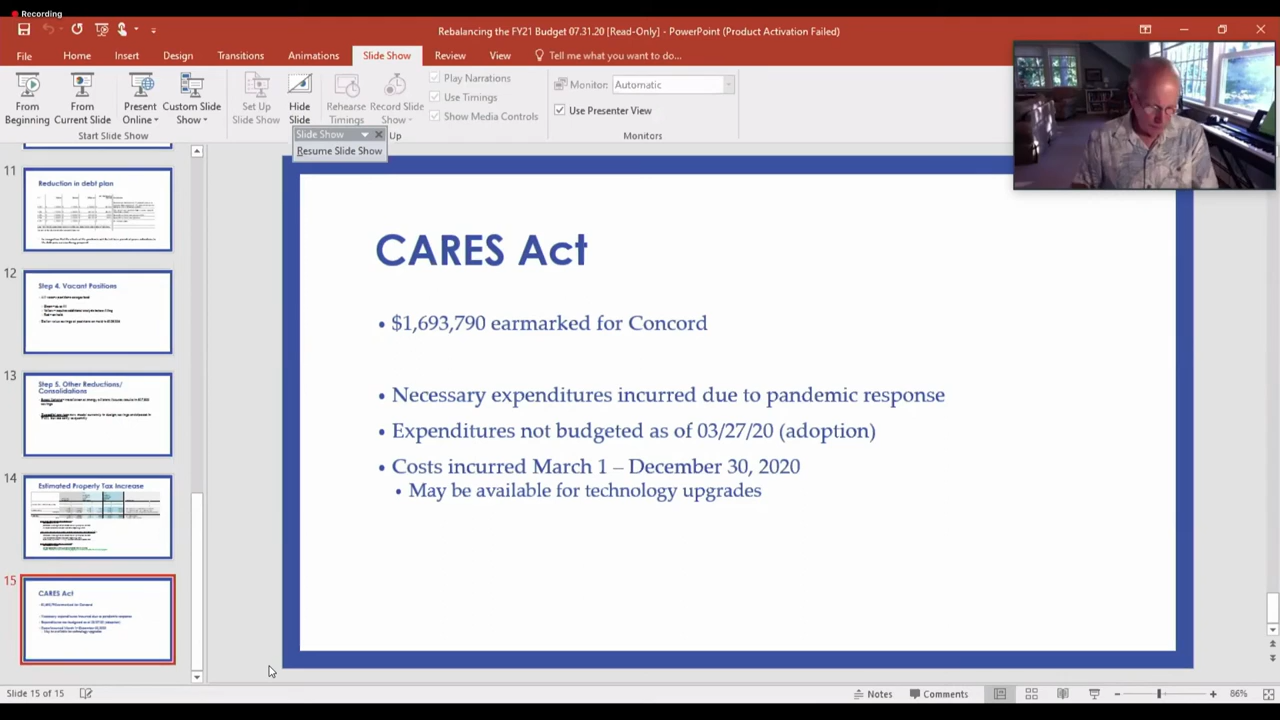 Recording
Rebalancing the FY21 Budget 07.31.20 [Read-Only] - PowerPoint (Product Activation Failed)
File Home Insert Design Transitions Animations Slide Show Review View Tell me what you want to do...
From Beginning
From Current Slide
Present Online
Custom Slide Show
Start Slide Show
Set Up Slide Show
Hide Slide
Rehearse Timings
Record Slide Show
Play Narrations
Use Timings
Show Media Controls
Up
Monitor: Automatic
Use Presenter View
Monitors
Slide Show
Resume Slide Show
11
Reduction in debt plan
12
Step 4. Vacant Positions
13
Step 5. Other Reductions/
Consolidations
14
Estimated Property Tax Increase
15
CARES Act
CARES Act
• $1,693,790 earmarked for Concord
• Necessary expenditures incurred due to pandemic response
• Expenditures not budgeted as of 03/27/20 (adoption)
• Costs incurred March 1 – December 30, 2020
• May be available for technology upgrades
Slide 15 of 15
Notes Comments 86%